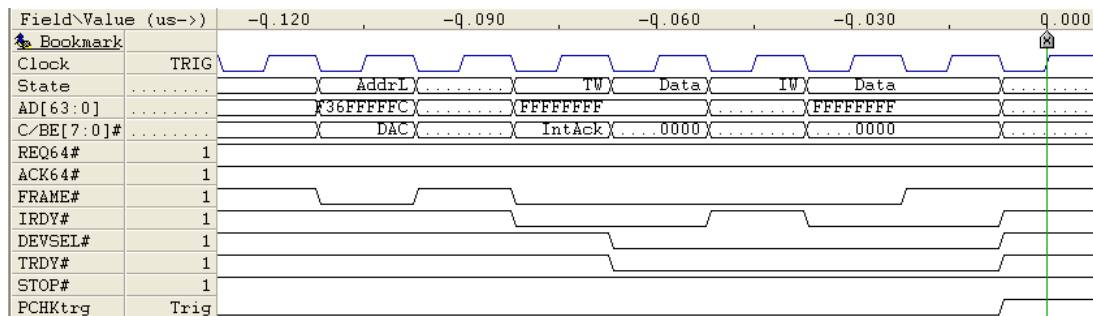 Field\Value (us->) -0.120 -0.090 -0.060 -0.030 0.000
Bookmark
Clock TRIG
State ........ AddrL ........ TW Data IW Data ........
AD[63:0] ........ F36FFFFC ........ FFFFFFFF ........ FFFFFFFF ........
C/BE[7:0]# ........ DAC ........ IntAck ....0000 ........ ....0000 ........
REQ64# 1
ACK64# 1
FRAME# 1
IRDY# 1
DEVSEL# 1
TRDY# 1
STOP# 1
PCHKtrg Trig